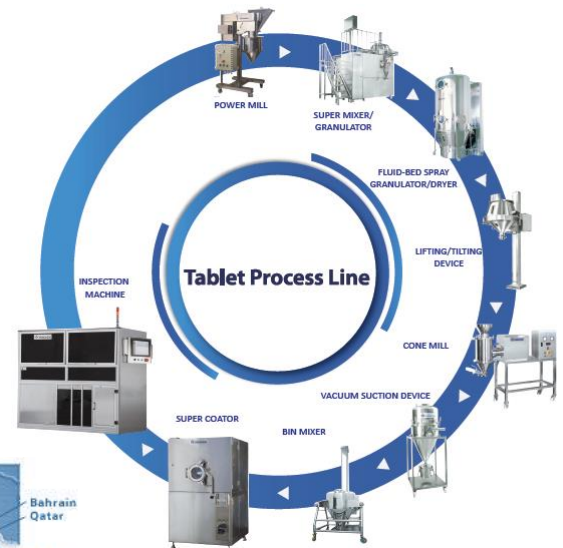 POWER MILL
SUPER MIXER/
GRANULATOR
FLUID-BED SPRAY
GRANULATOR/DRYER
LIFTING/TILTING
DEVICE
Tablet Process Line
INSPECTION
MACHINE
CONE MILL
VACUUM SUCTION DEVICE
SUPER COATOR
BIN MIXER
Bahrain
Qatar